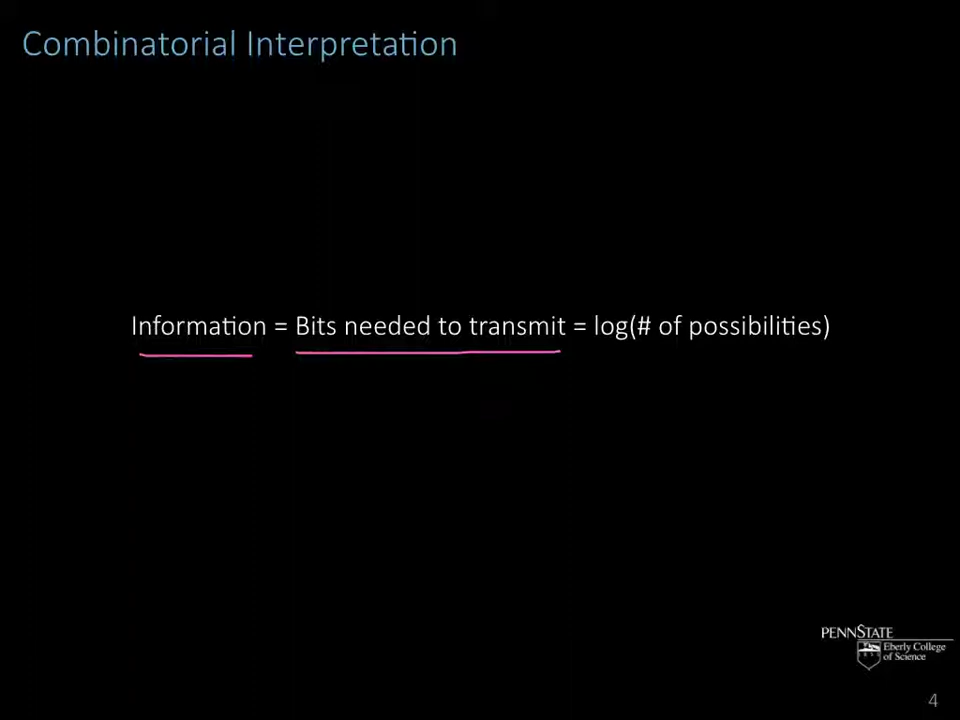 Combinatorial Interpretation
Information = Bits needed to transmit = log(# of possibilities)
PENNSTATE
Eberly College
of Science
4